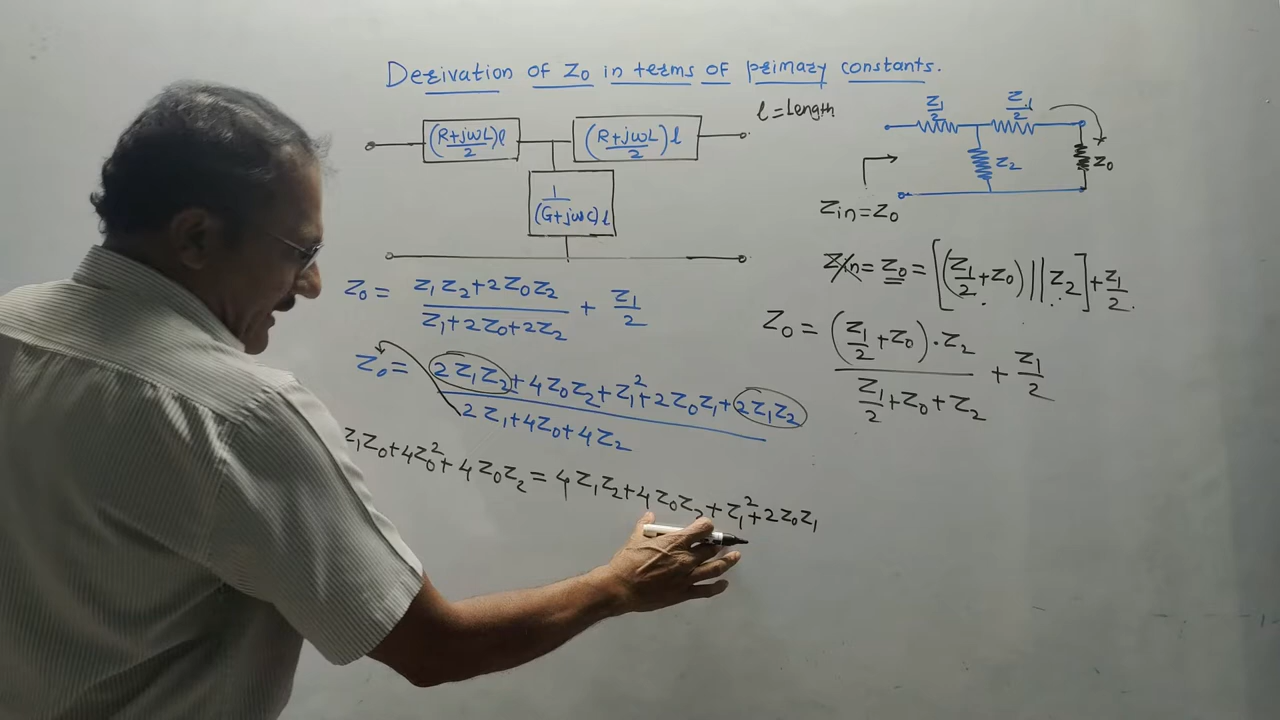 Derivation of Z₀ in terms of primary constants.
l = Length
(R+jωL)l/2
(R+jωL)l/2
1/(G+jωC)l
Z₁/2
Z₁/2
Z₂
Z₀
Zin = Z₀
Z₀ = (Z₁Z₂+2Z₀Z₂)/(Z₁+2Z₀+2Z₂) + Z₁/2
Z₀ = (2Z₁Z₂+4Z₀Z₂+Z₁²+2Z₀Z₁+2Z₁Z₂)/(2Z₁+4Z₀+4Z₂)
Z₁Z₀+4Z₀²+4Z₀Z₂ = 4Z₁Z₂+4Z₀Z₂+Z₁²+2Z₀Z₁
Zin = Z₀ = [(Z₁/2+Z₀)||Z₂]+Z₁/2
Z₀ = (Z₁/2+Z₀)·Z₂/(Z₁/2+Z₀+Z₂) + Z₁/2